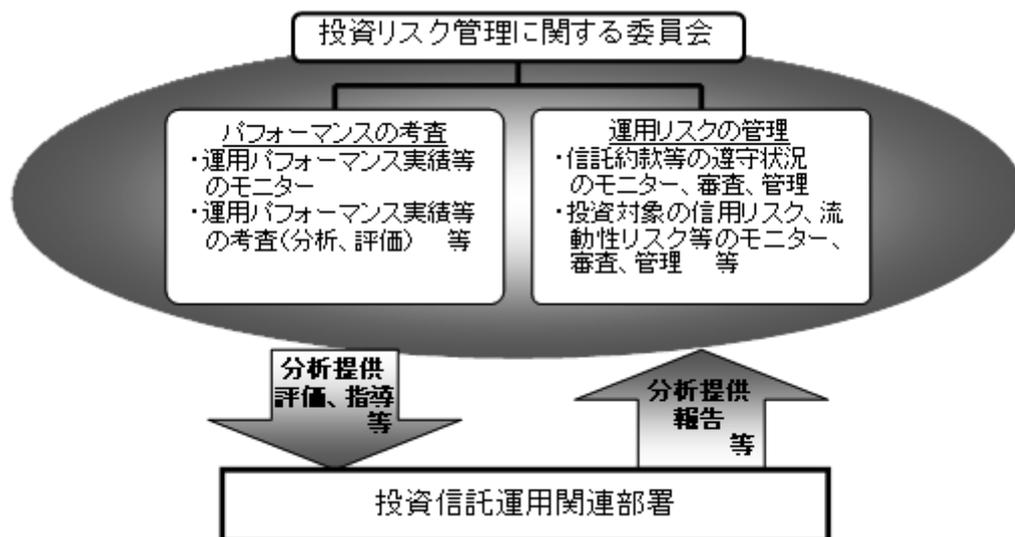 投資リスク管理に関する委員会
パフォーマンスの考査
・運用パフォーマンス実績等
のモニター
・運用パフォーマンス実績等
の考査(分析、評価) 等
運用リスクの管理
・信託約款等の遵守状況
のモニター、審査、管理
・投資対象の信用リスク、流
動性リスク等のモニター、
審査、管理 等
分析提供
評価、指導
等
分析提供
報告
等
投資信託運用関連部署